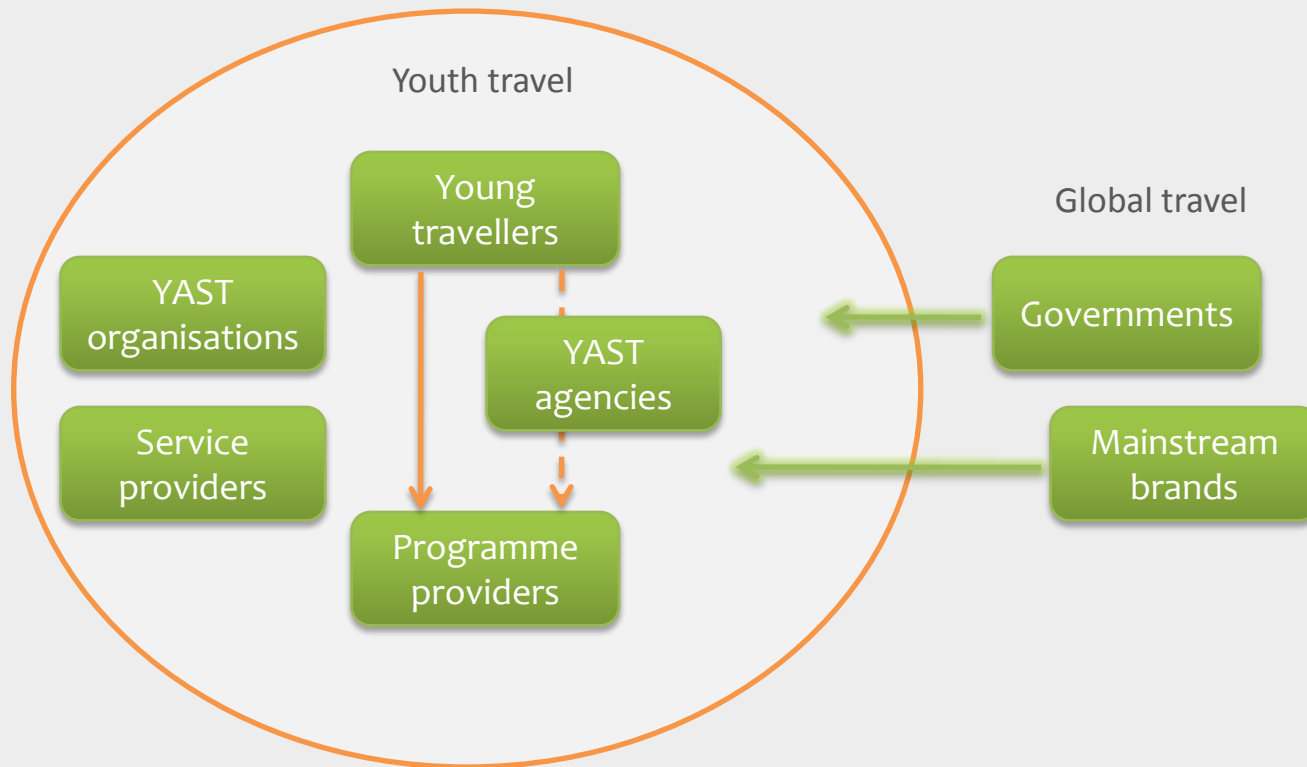 Youth travel
Young
travellers
Global travel
YAST
organisations
Governments
YAST
agencies
Service
providers
Mainstream
brands
Programme
providers